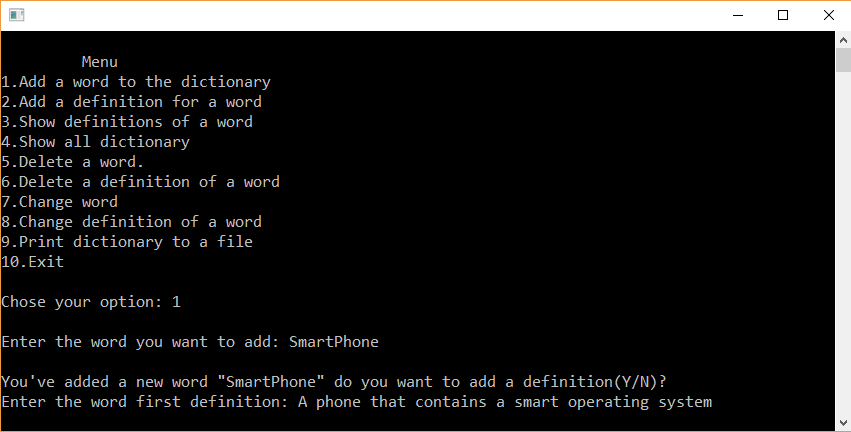 Menu
1.Add a word to the dictionary
2.Add a definition for a word
3.Show definitions of a word
4.Show all dictionary
5.Delete a word.
6.Delete a definition of a word
7.Change word
8.Change definition of a word
9.Print dictionary to a file
10.Exit
Chose your option: 1
Enter the word you want to add: SmartPhone
You've added a new word "SmartPhone" do you want to add a definition(Y/N)?
Enter the word first definition: A phone that contains a smart operating system